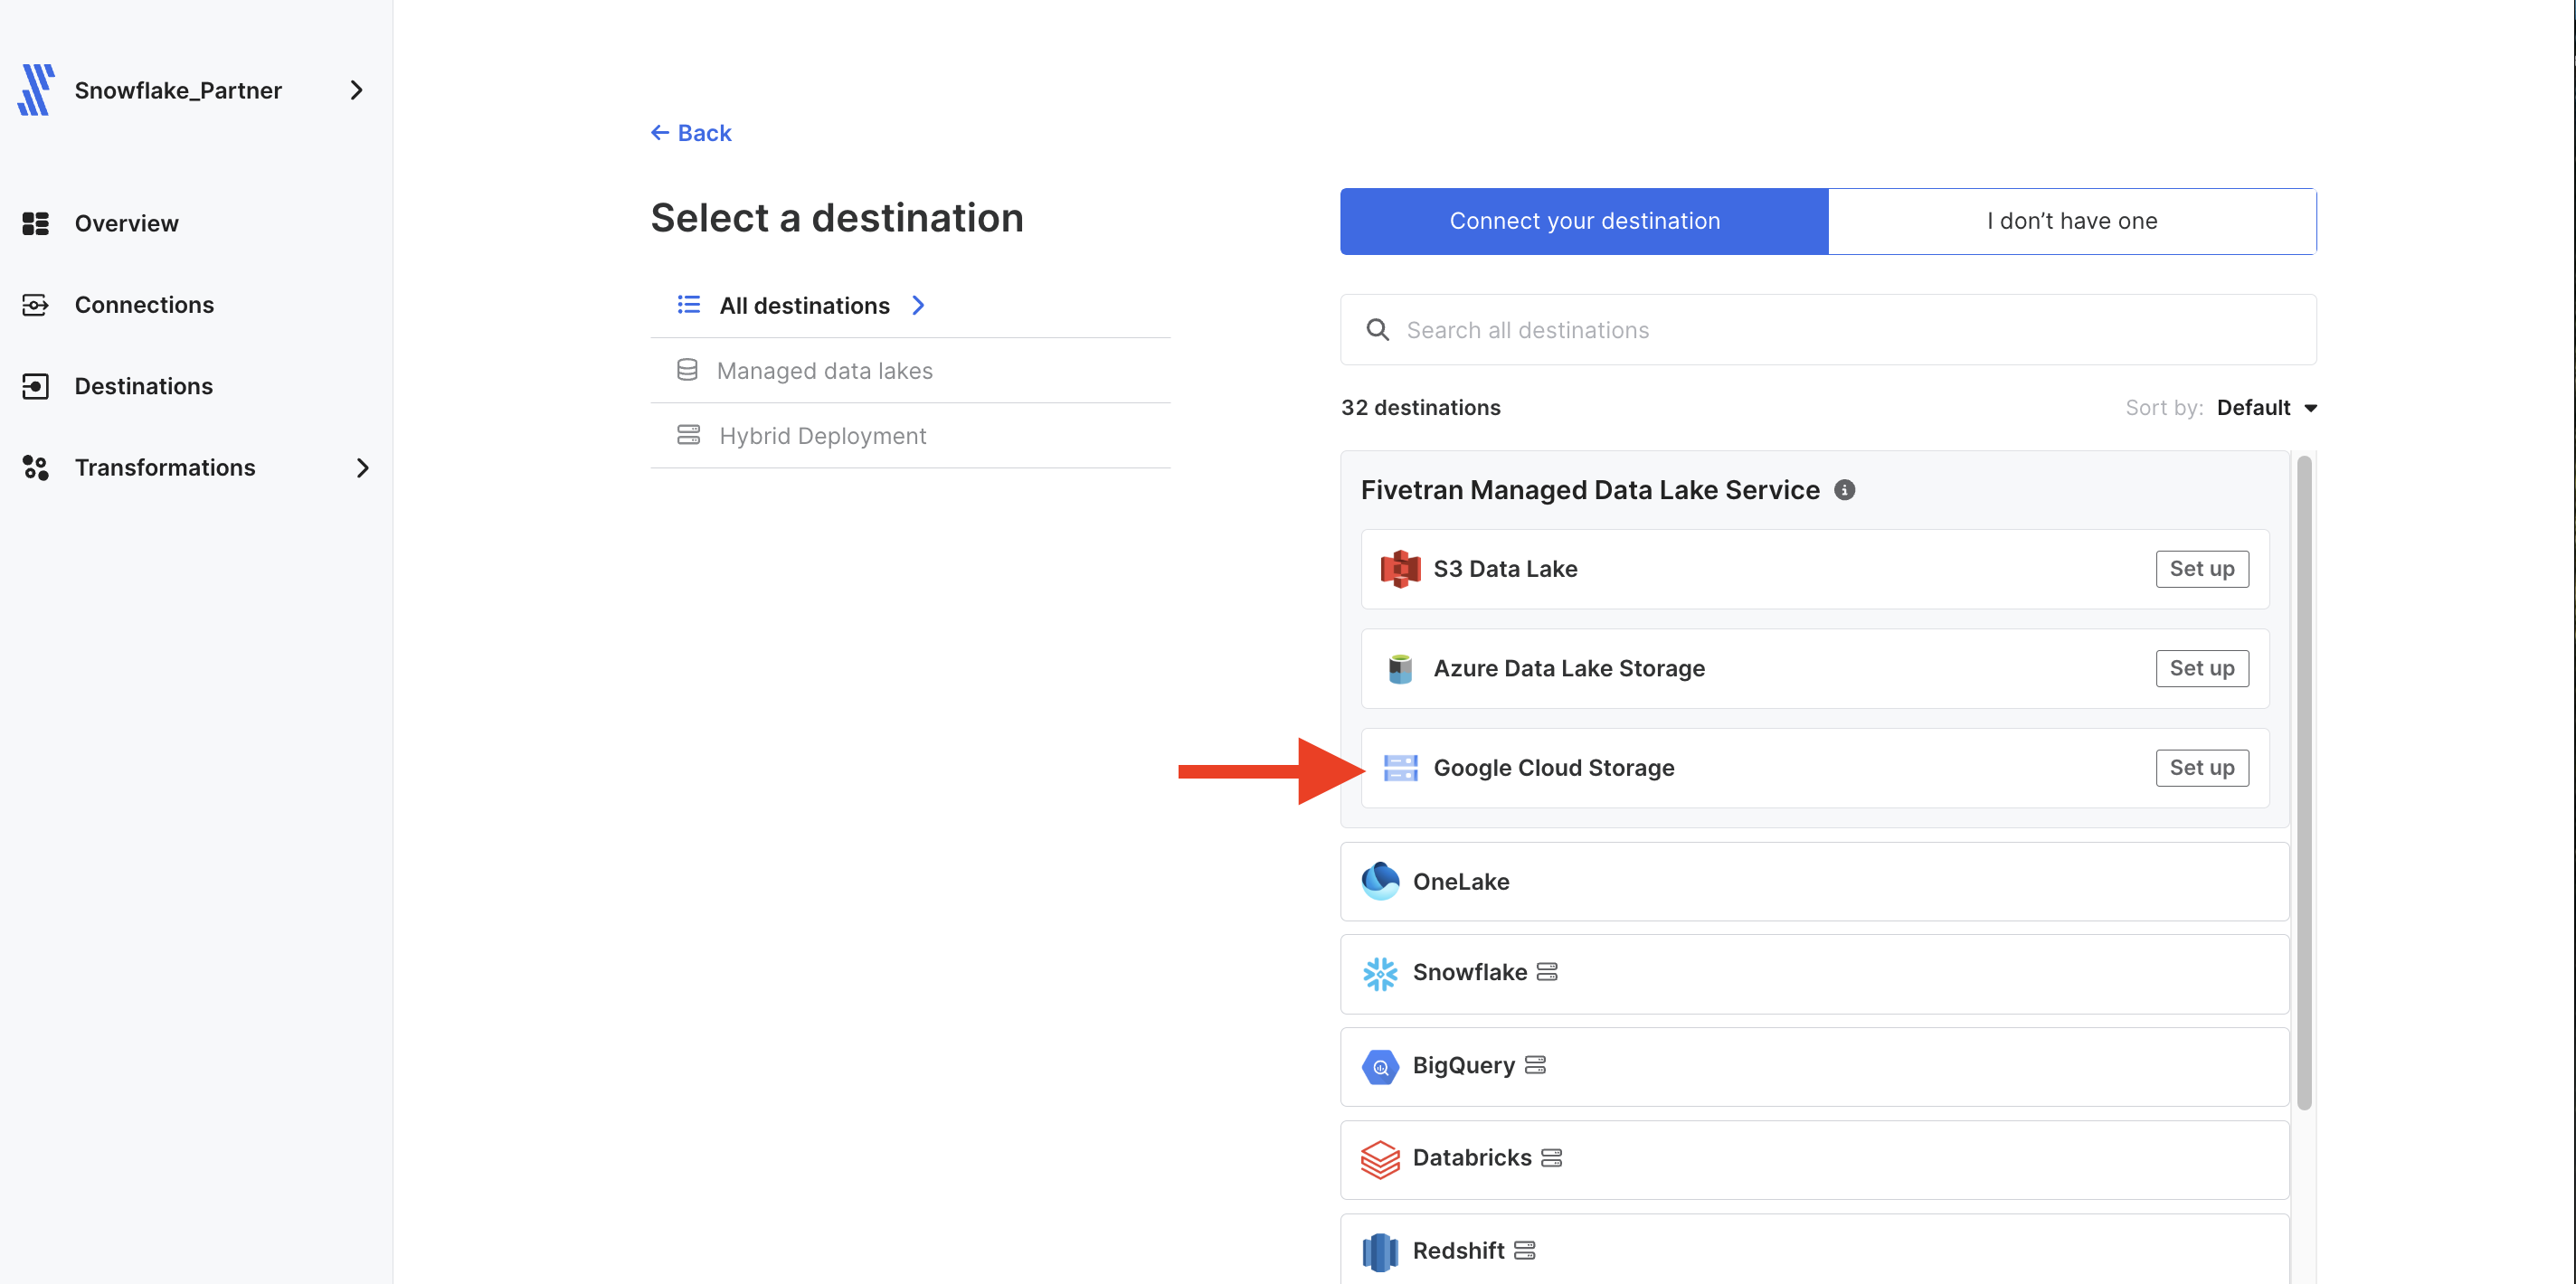 Snowflake_Partner
Overview
Connections
Destinations
Transformations
← Back
Select a destination
All destinations
Managed data lakes
Hybrid Deployment
Connect your destination
I don’t have one
Search all destinations
32 destinations
Sort by: Default
Fivetran Managed Data Lake Service
S3 Data Lake
Set up
Azure Data Lake Storage
Set up
Google Cloud Storage
Set up
OneLake
Snowflake
BigQuery
Databricks
Redshift